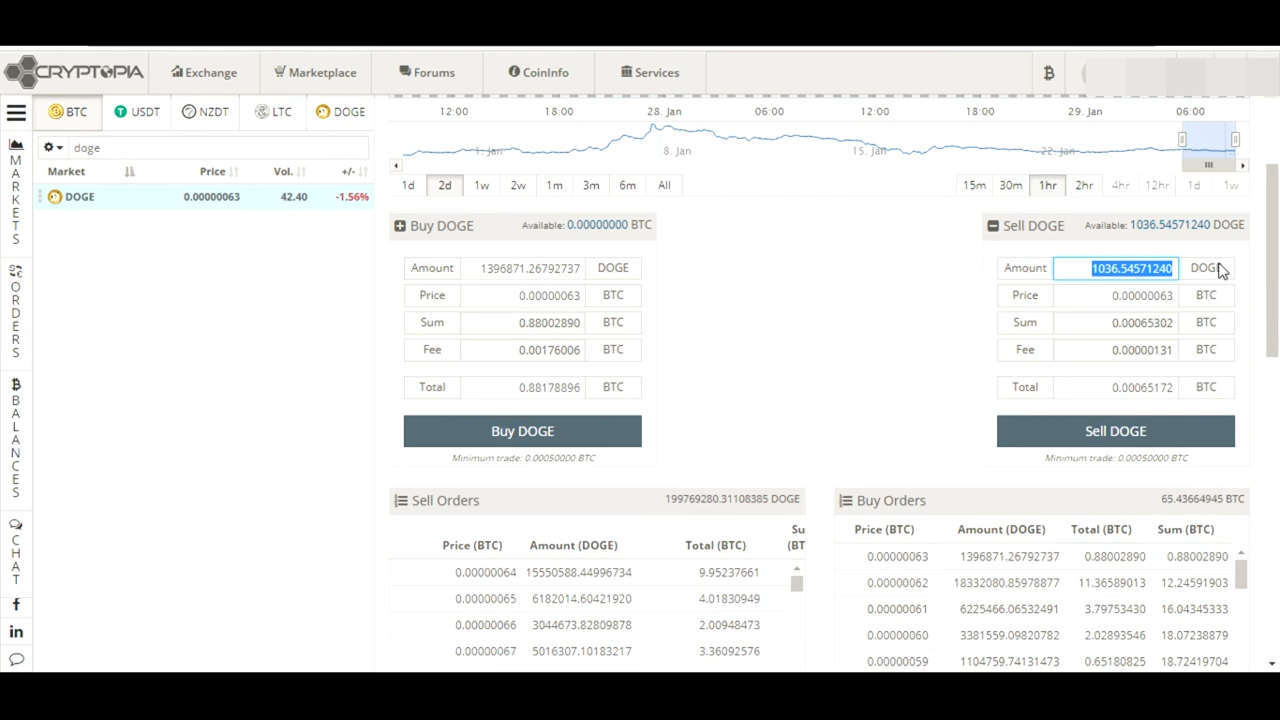 CRYPTOPIA Exchange Marketplace Forums CoinInfo Services
BTC USDT NZDT LTC DOGE
doge
Market Price Vol. +/-
DOGE 0.00000063 42.40 -1.56%
MARKETS
ORDERS
BALANCES
CHAT
12:00 18:00 28. Jan 06:00 12:00 18:00 29. Jan 06:00
1. Jan 8. Jan 15. Jan 22. Jan
1d 2d 1w 2w 1m 3m 6m All 15m 30m 1hr 2hr 4hr 12hr 1d 1w
Buy DOGE Available: 0.00000000 BTC
Amount 1396871.26792737 DOGE
Price 0.00000063 BTC
Sum 0.88002890 BTC
Fee 0.00176006 BTC
Total 0.88178896 BTC
Buy DOGE
Minimum trade: 0.00050000 BTC
Sell DOGE Available: 1036.54571240 DOGE
Amount 1036.54571240 DOGE
Price 0.00000063 BTC
Sum 0.00065302 BTC
Fee 0.00000131 BTC
Total 0.00065172 BTC
Sell DOGE
Minimum trade: 0.00050000 BTC
Sell Orders 199769280.31108385 DOGE
Price (BTC) Amount (DOGE) Total (BTC) Su (BT
0.00000064 15550588.44996734 9.95237661
0.00000065 6182014.60421920 4.01830949
0.00000066 3044673.82809878 2.00948473
0.00000067 5016307.10183217 3.36092576
Buy Orders 65.43664945 BTC
Price (BTC) Amount (DOGE) Total (BTC) Sum (BTC)
0.00000063 1396871.26792737 0.88002890 0.88002890
0.00000062 18332080.85978877 11.36589013 12.24591903
0.00000061 6225466.06532491 3.79753430 16.04345333
0.00000060 3381559.09820782 2.02893546 18.07238879
0.00000059 1104759.74131473 0.65180825 18.72419704